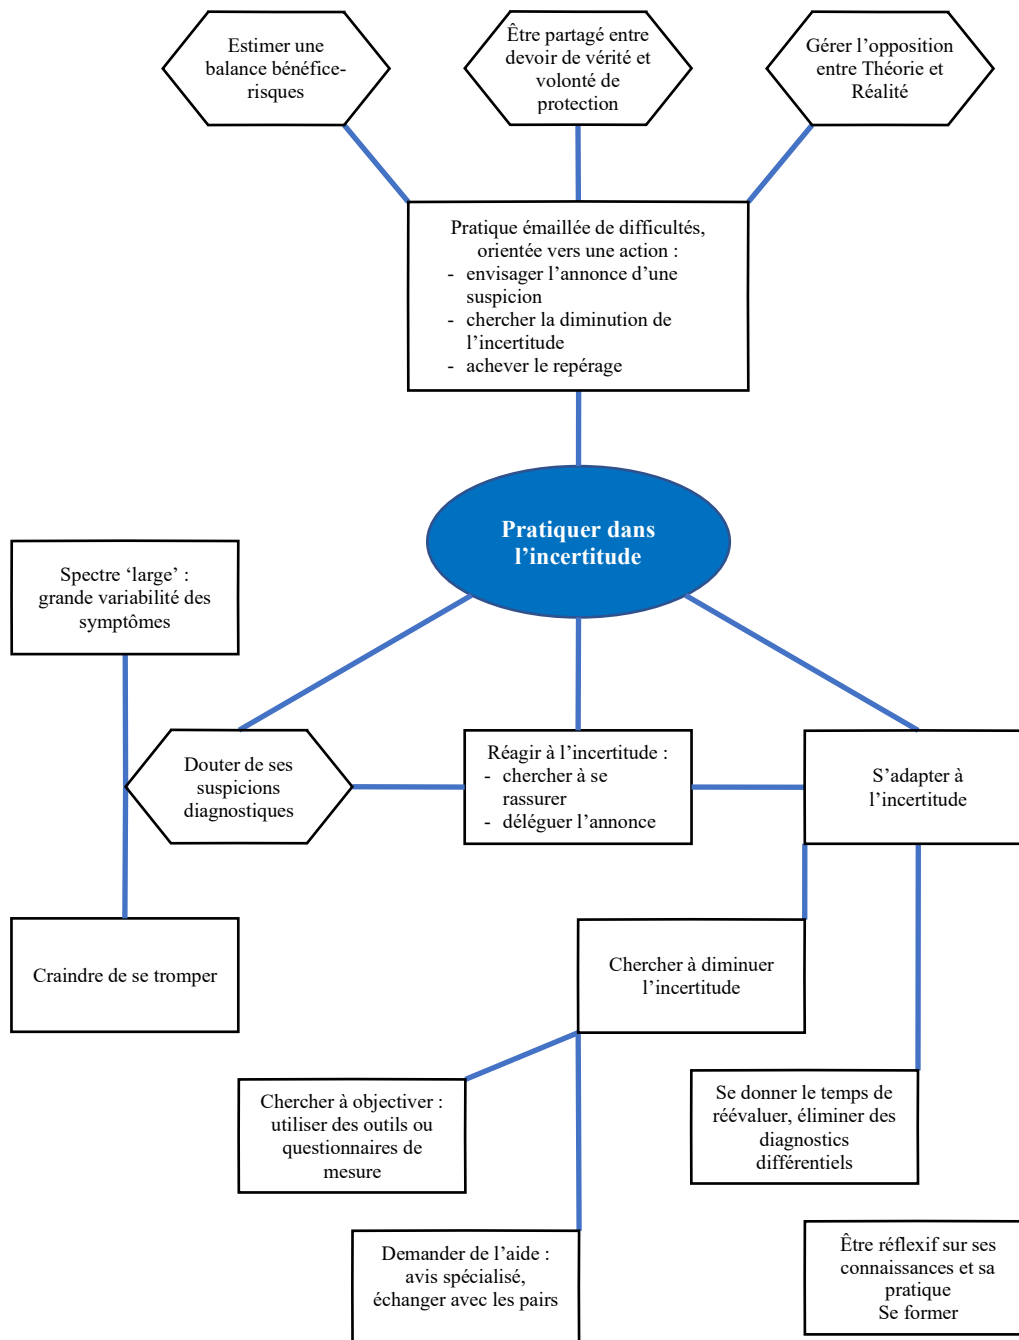 Estimer une
balance bénéfice-
risques
Être partagé entre
devoir de vérité et
volonté de
protection
Gérer l’opposition
entre Théorie et
Réalité
Pratique émaillée de difficultés,
orientée vers une action :
- envisager l’annonce d’une
suspicion
- chercher la diminution de
l’incertitude
- achever le repérage
Pratiquer dans
l’incertitude
Spectre ‘large’ :
grande variabilité des
symptômes
Douter de ses
suspicions
diagnostiques
Réagir à l’incertitude :
- chercher à se
rassurer
- déléguer l’annonce
S’adapter à
l’incertitude
Craindre de se tromper
Chercher à diminuer
l’incertitude
Chercher à objectiver :
utiliser des outils ou
questionnaires de
mesure
Se donner le temps de
réévaluer, éliminer des
diagnostics
différentiels
Demander de l’aide :
avis spécialisé,
échanger avec les pairs
Être réflexif sur ses
connaissances et sa
pratique
Se former